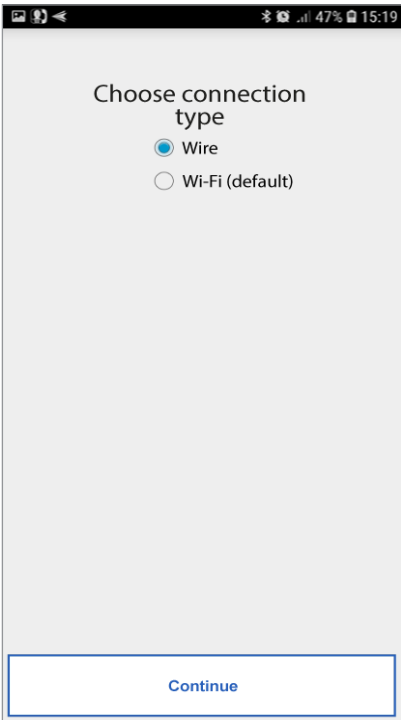 47% 15:19
Choose connection
type
Wire
Wi-Fi (default)
Continue